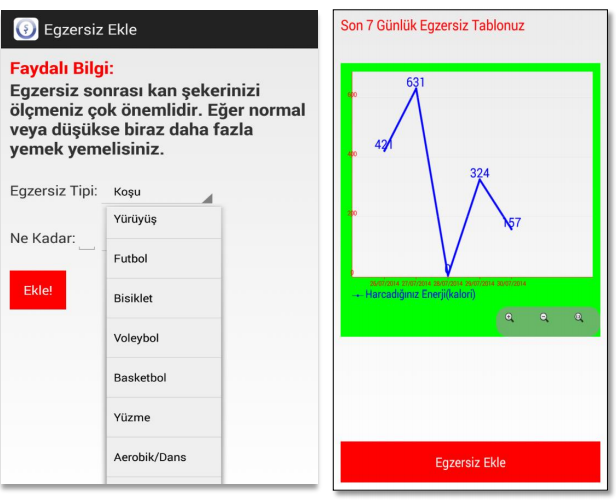 Egzersiz Ekle
Faydalı Bilgi:
Egzersiz sonrası kan şekerinizi
ölçmeniz çok önemlidir. Eğer normal
veya düşükse biraz daha fazla
yemek yemelisiniz.
Egzersiz Tipi: Koşu
Yürüyüş
Ne Kadar:
Futbol
Ekle!
Bisiklet
Voleybol
Basketbol
Yüzme
Aerobik/Dans
Son 7 Günlük Egzersiz Tablonuz
631
600
421
400
324
200
157
0
0
26/07/2014 27/07/2014 28/07/2014 29/07/2014 30/07/2014
Harcadığınız Enerji(kalori)
Egzersiz Ekle